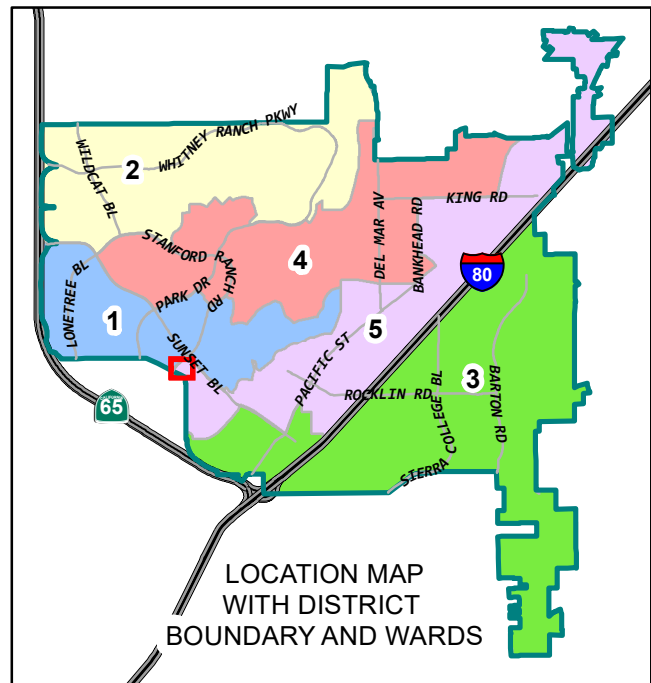 WHITNEY RANCH PKWY
WILDCAT BL
2
KING RD
DEL MAR AV
BANKHEAD RD
STANFORD RANCH RD
4
80
LONETREE BL
PARK DR
1
SUNSET BL
5
PACIFIC ST
ROCKLIN RD
SIERRA COLLEGE BL
3
BARTON RD
CALIFORNIA
65
LOCATION MAP
WITH DISTRICT
BOUNDARY AND WARDS